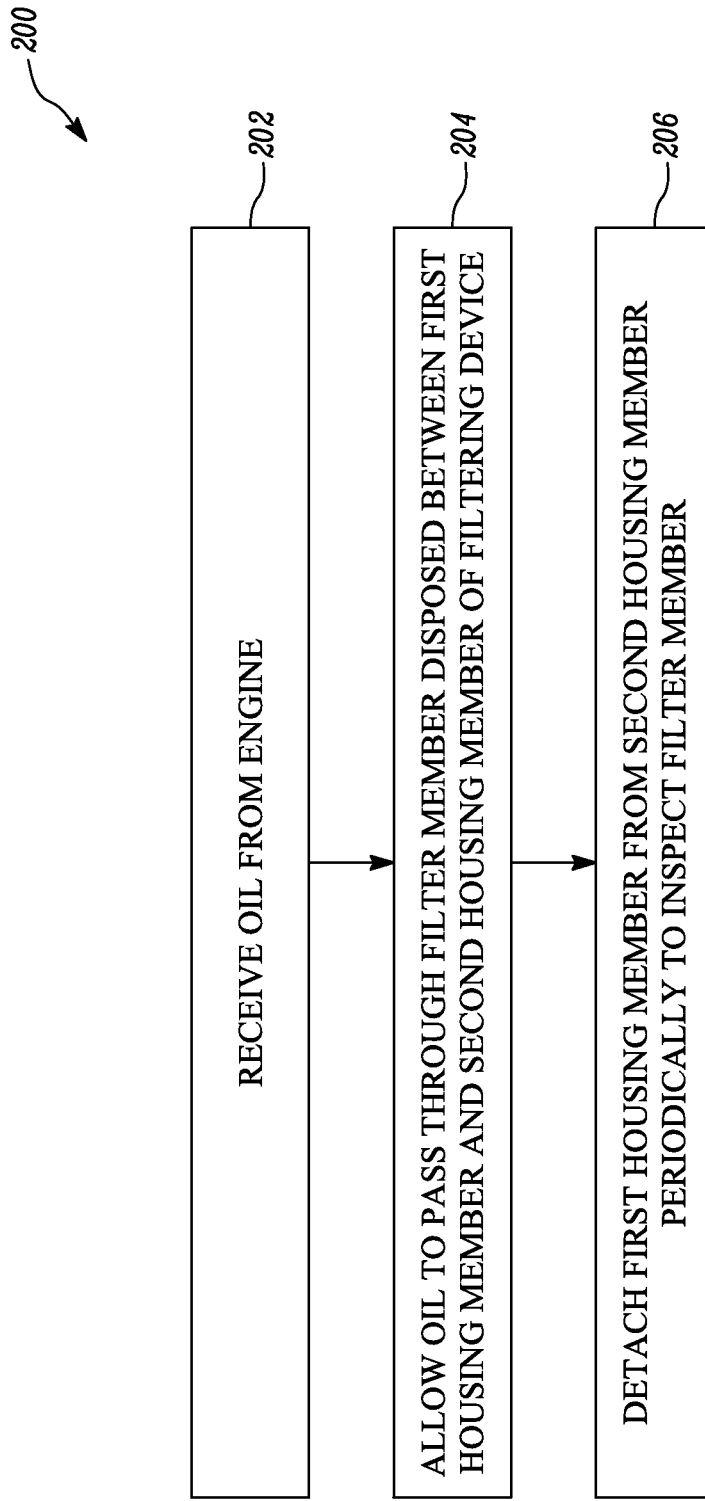 200
RECEIVE OIL FROM ENGINE
202
ALLOW OIL TO PASS THROUGH FILTER MEMBER DISPOSED BETWEEN FIRST
HOUSING MEMBER AND SECOND HOUSING MEMBER OF FILTERING DEVICE
204
DETACH FIRST HOUSING MEMBER FROM SECOND HOUSING MEMBER
PERIODICALLY TO INSPECT FILTER MEMBER
206